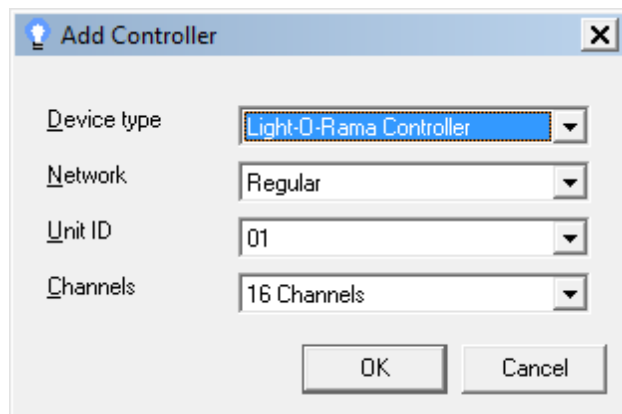 Add Controller
Device type Light-O-Rama Controller
Network Regular
Unit ID 01
Channels 16 Channels
OK Cancel